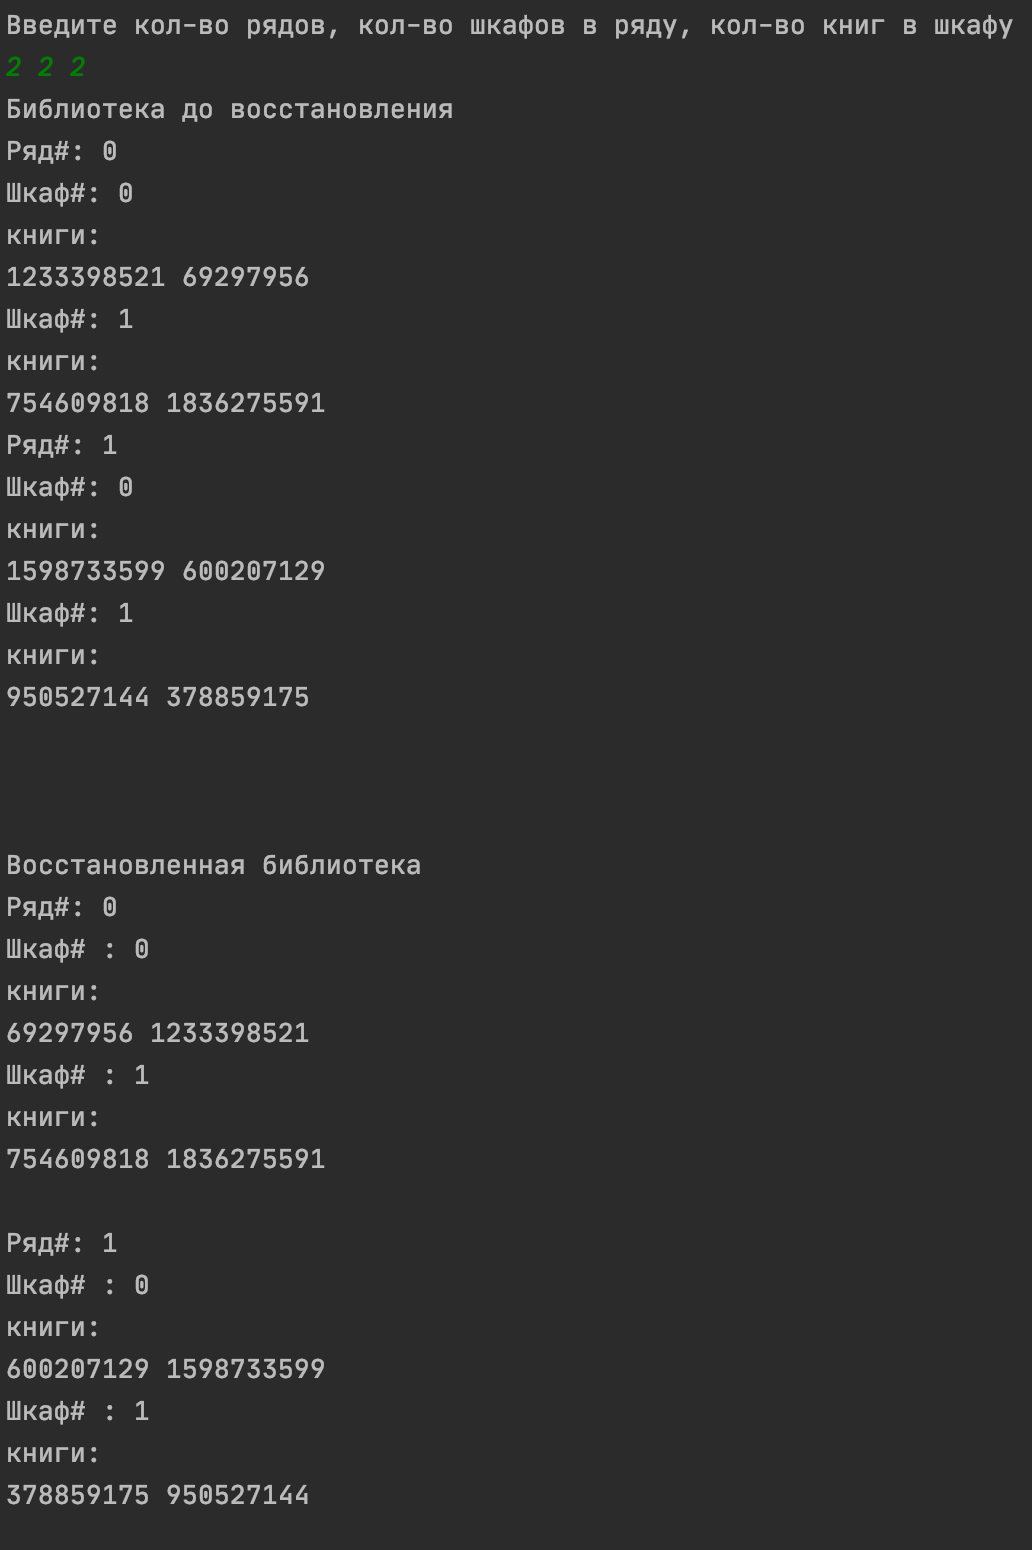 Введите кол-во рядов, кол-во шкафов в ряду, кол-во книг в шкафу
2 2 2
Библиотека до восстановления
Ряд#: 0
Шкаф#: 0
книги:
1233398521 69297956
Шкаф#: 1
книги:
754609818 1836275591
Ряд#: 1
Шкаф#: 0
книги:
1598733599 600207129
Шкаф#: 1
книги:
950527144 378859175
Восстановленная библиотека
Ряд#: 0
Шкаф# : 0
книги:
69297956 1233398521
Шкаф# : 1
книги:
754609818 1836275591
Ряд#: 1
Шкаф# : 0
книги:
600207129 1598733599
Шкаф# : 1
книги:
378859175 950527144